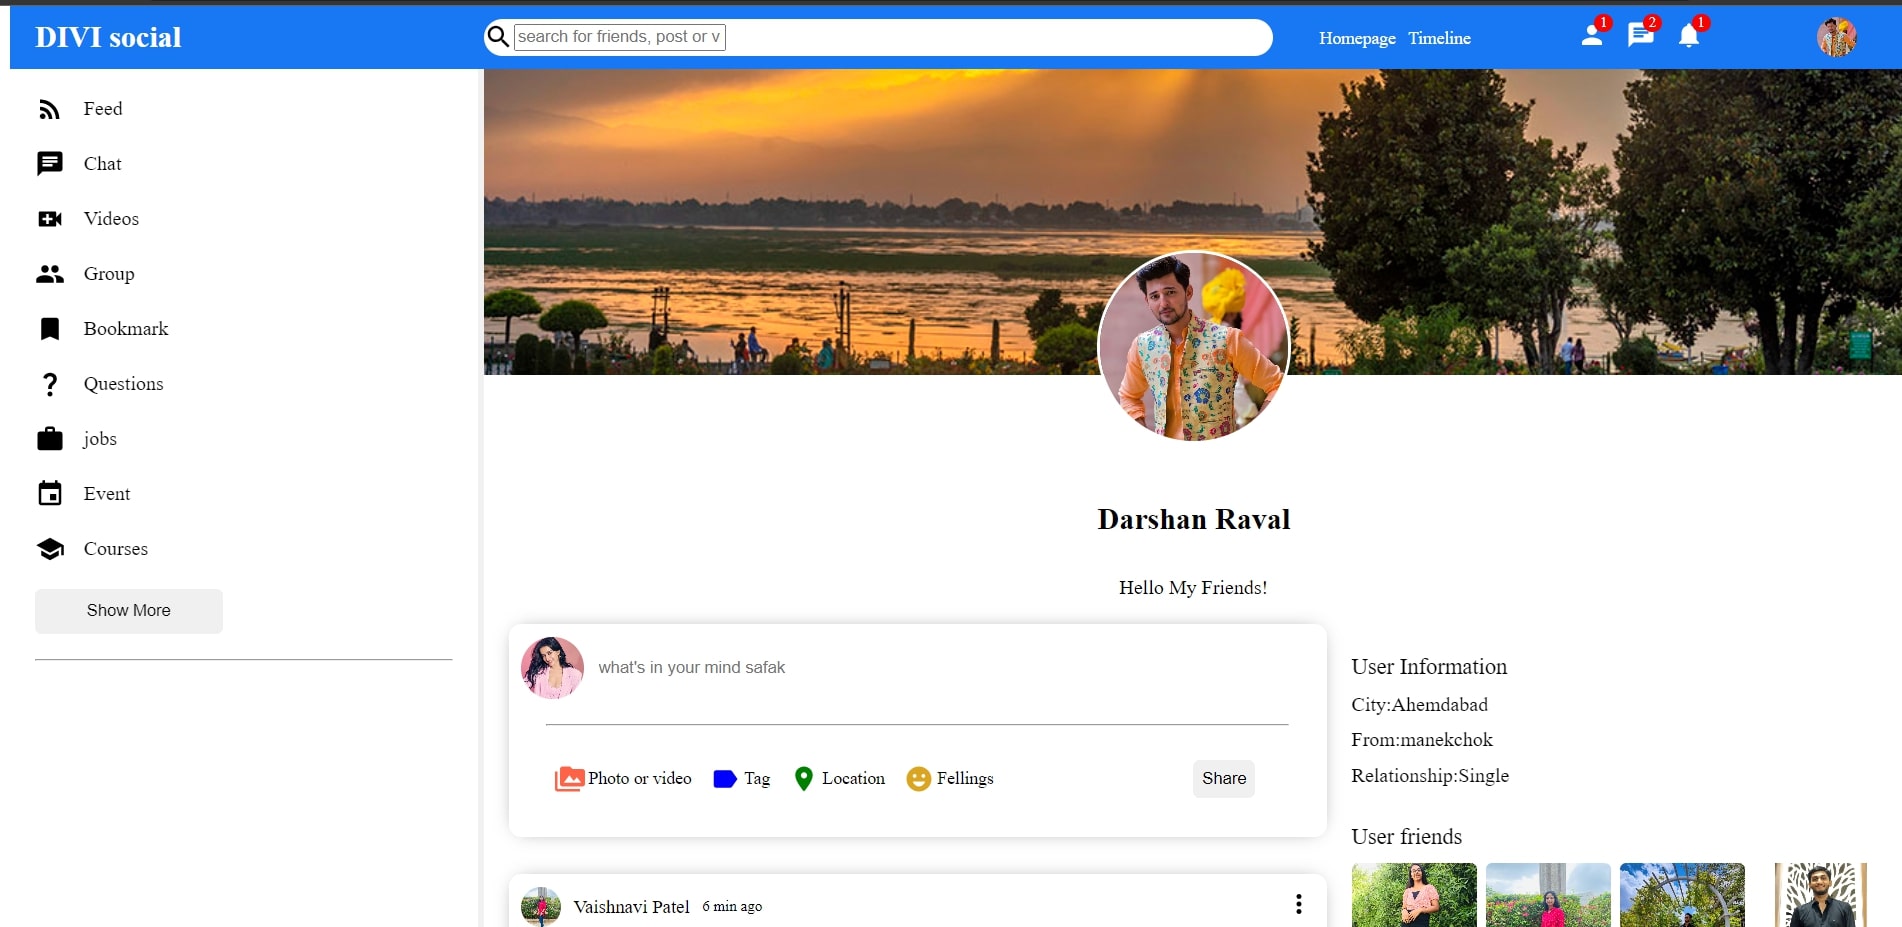 DIVI social
search for friends, post or v
Homepage Timeline
1
2
1
Feed
Chat
Videos
Group
Bookmark
Questions
jobs
Event
Courses
Show More
Darshan Raval
Hello My Friends!
what's in your mind safak
Photo or video Tag Location Fellings Share
Vaishnavi Patel 6 min ago
User Information
City:Ahemdabad
From:manekchok
Relationship:Single
User friends